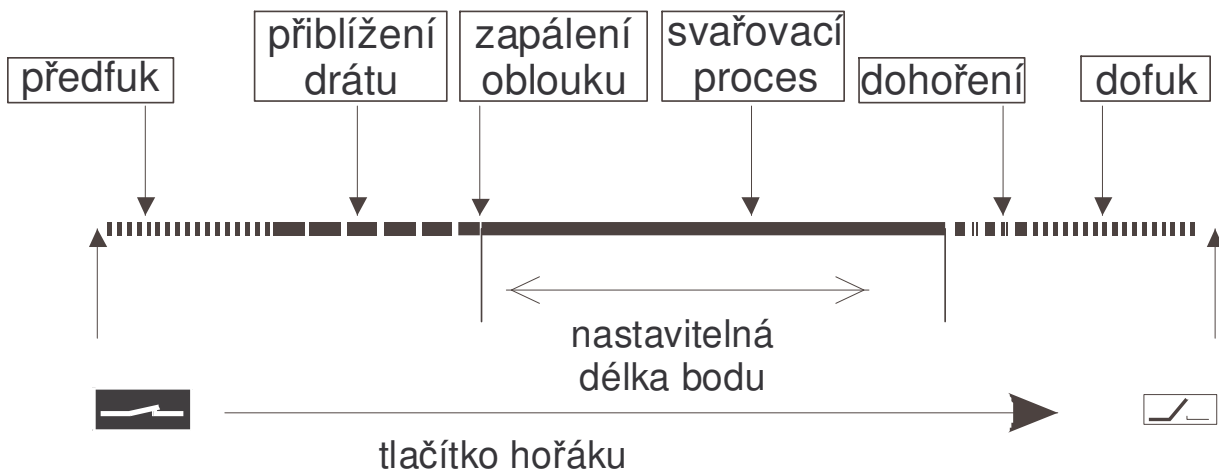 předfuk
přiblížení
drátu
zapálení
oblouku
svařovací
proces
dohoření
dofuk
nastavitelná
délka bodu
tlačítko hořáku